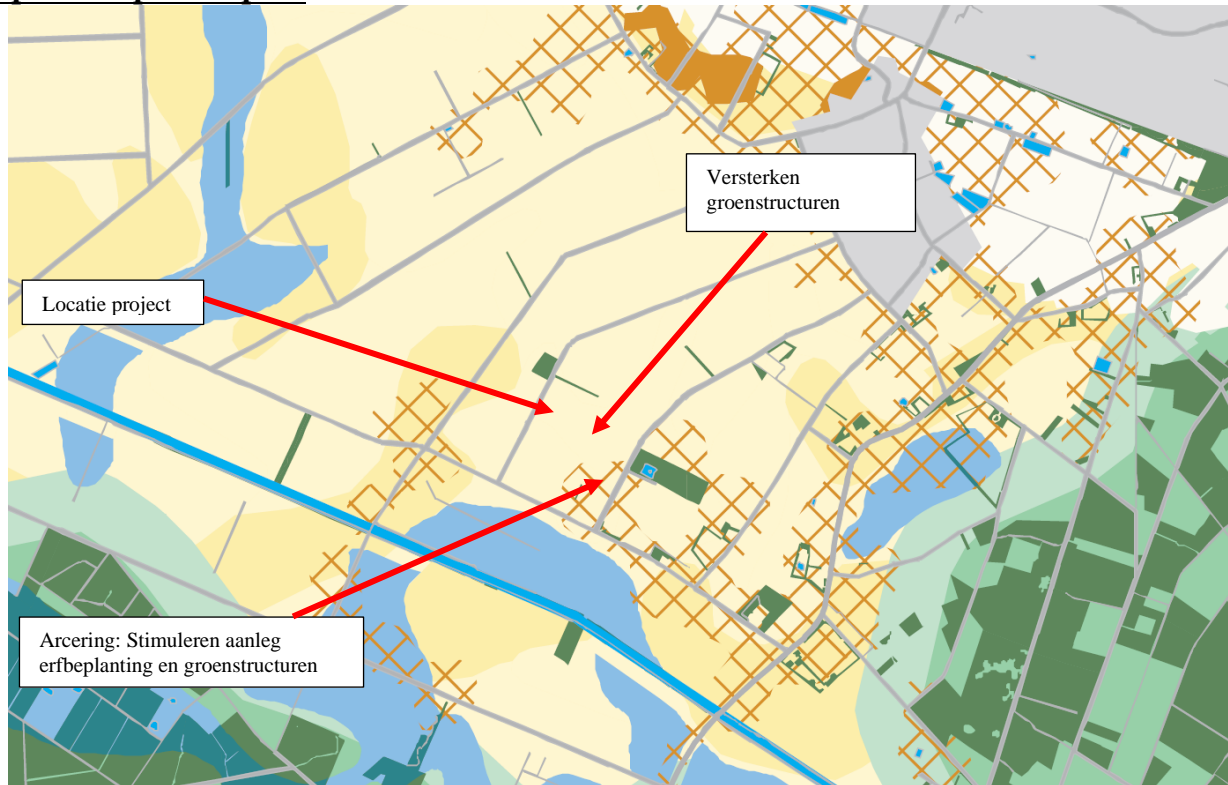 Versterken
groenstructuren
Locatie project
Arcering: Stimuleren aanleg
erfbeplanting en groenstructuren